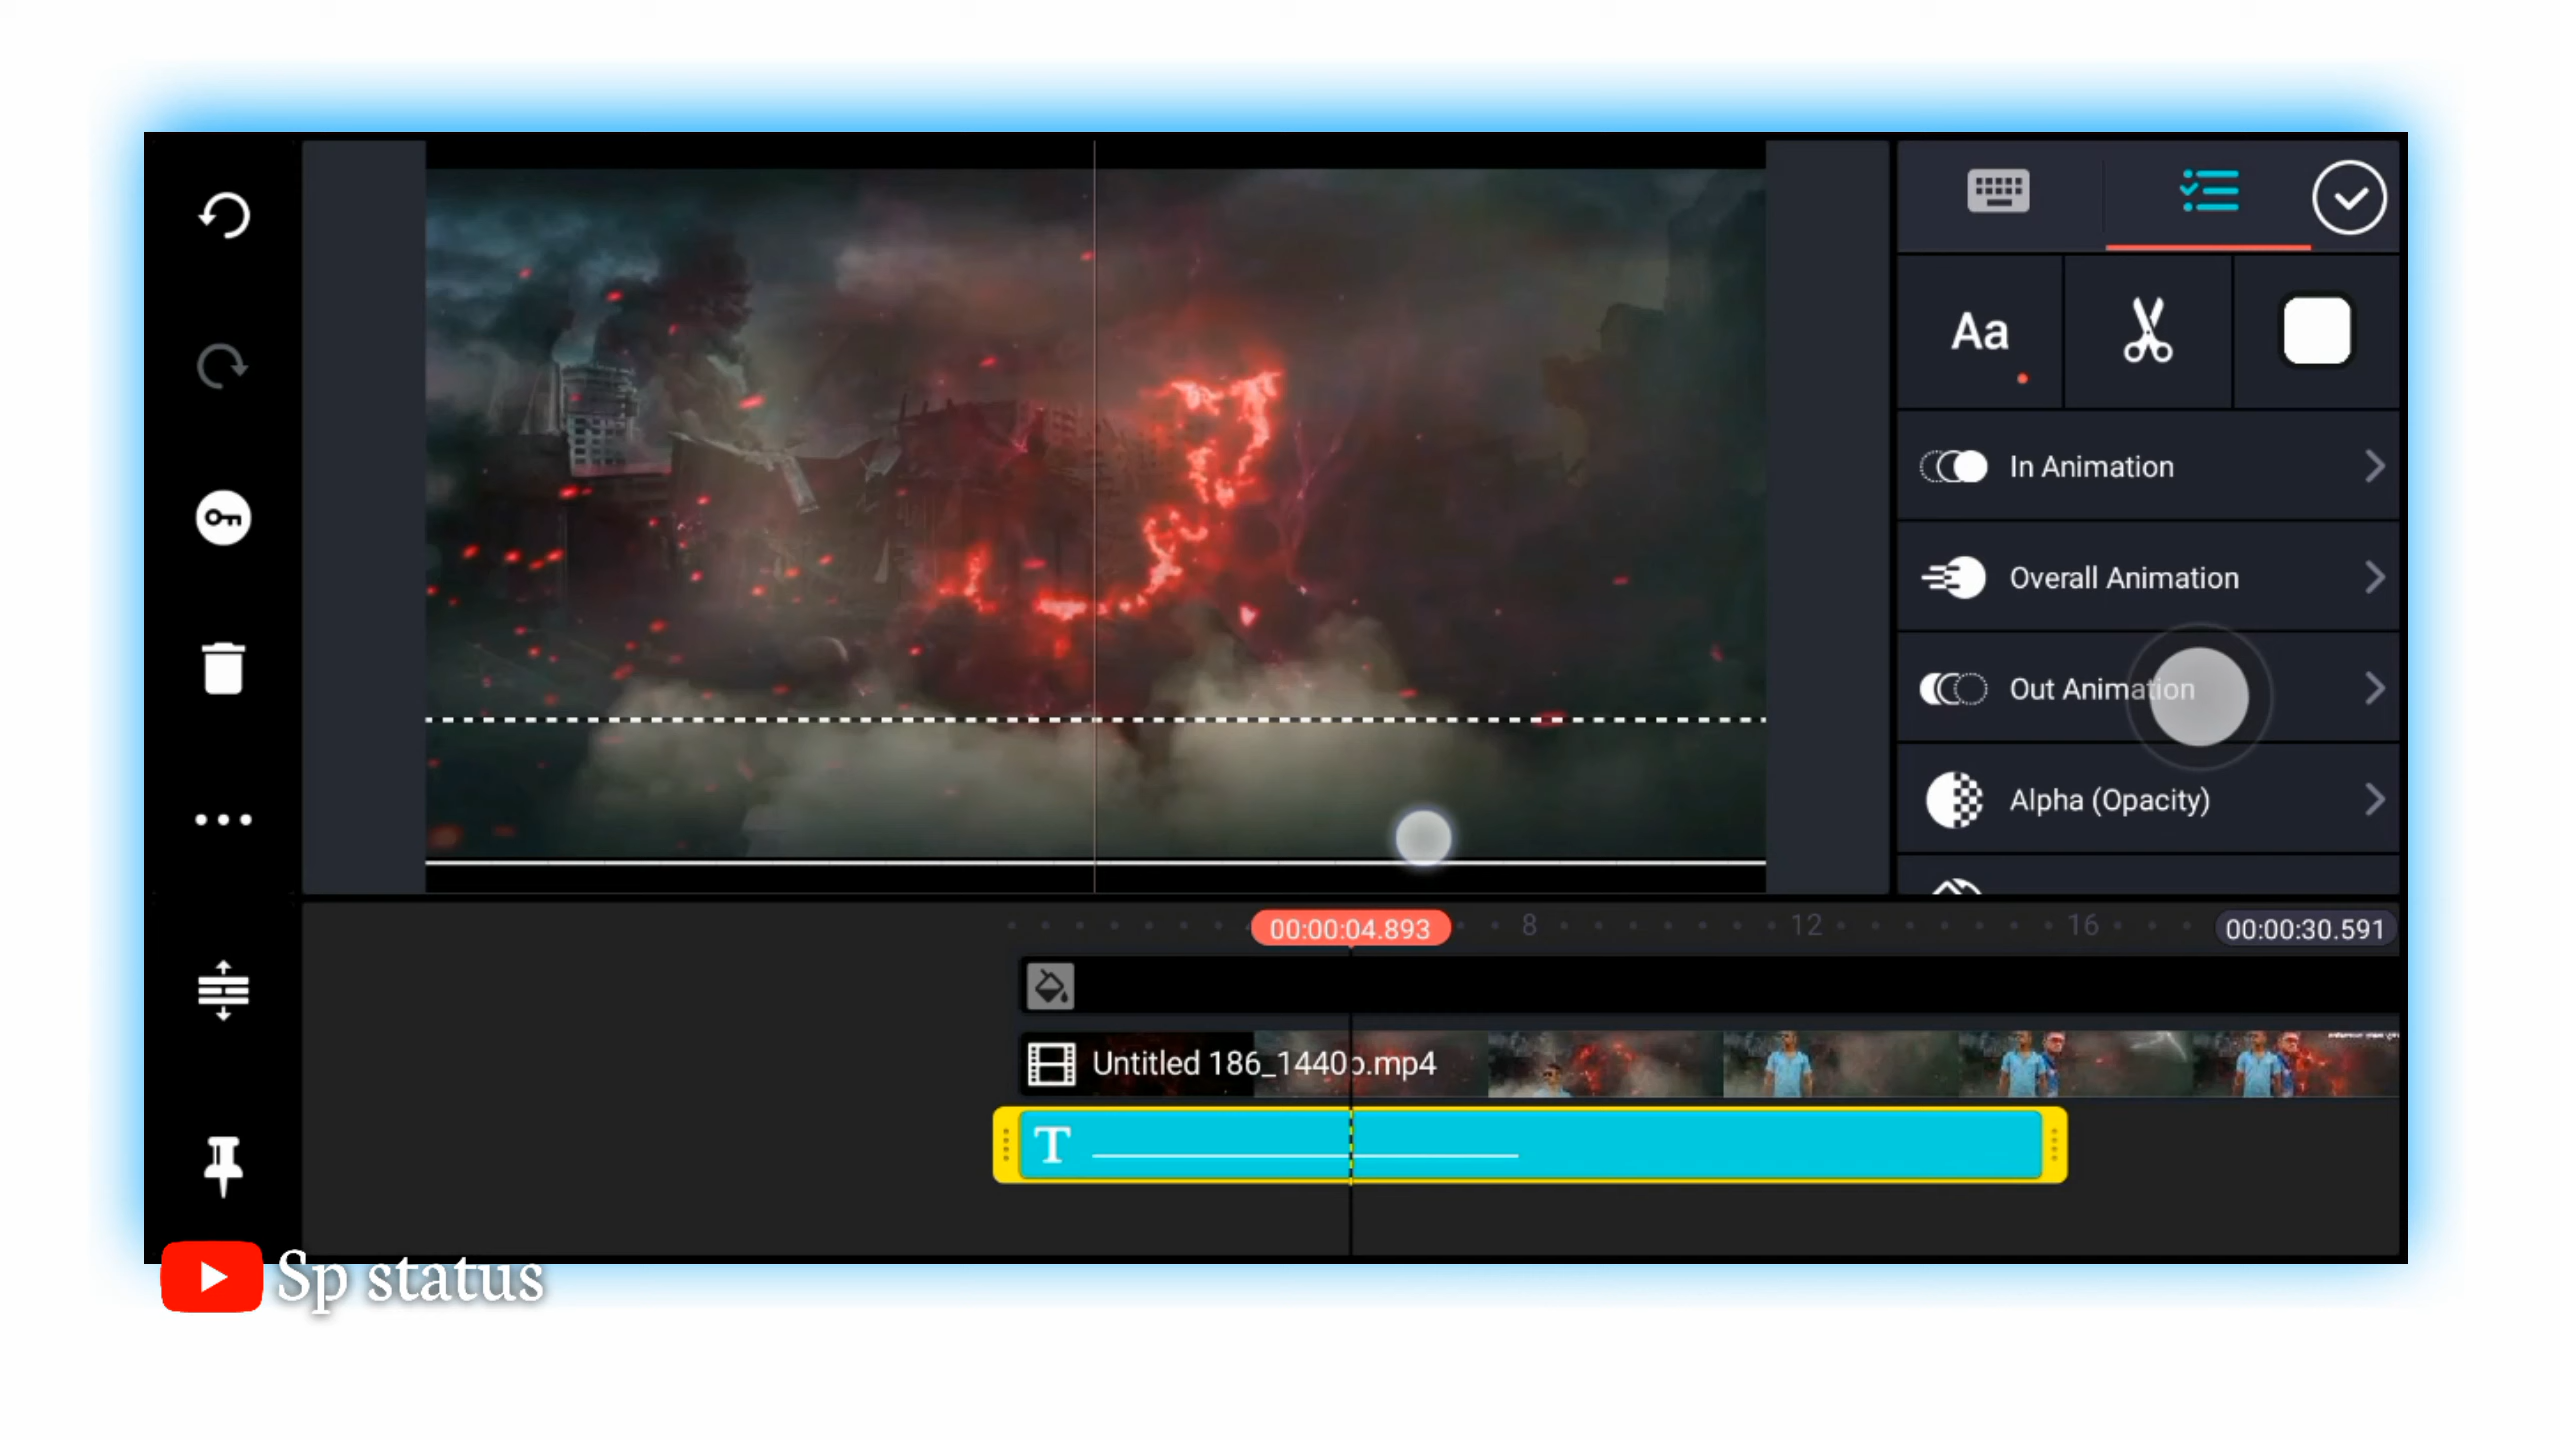 Aa
In Animation
Overall Animation
Out Animation
Alpha (Opacity)
00:00:04.893
8
12
16
00:00:30.591
Untitled 186_1440p.mp4
T
Sp status